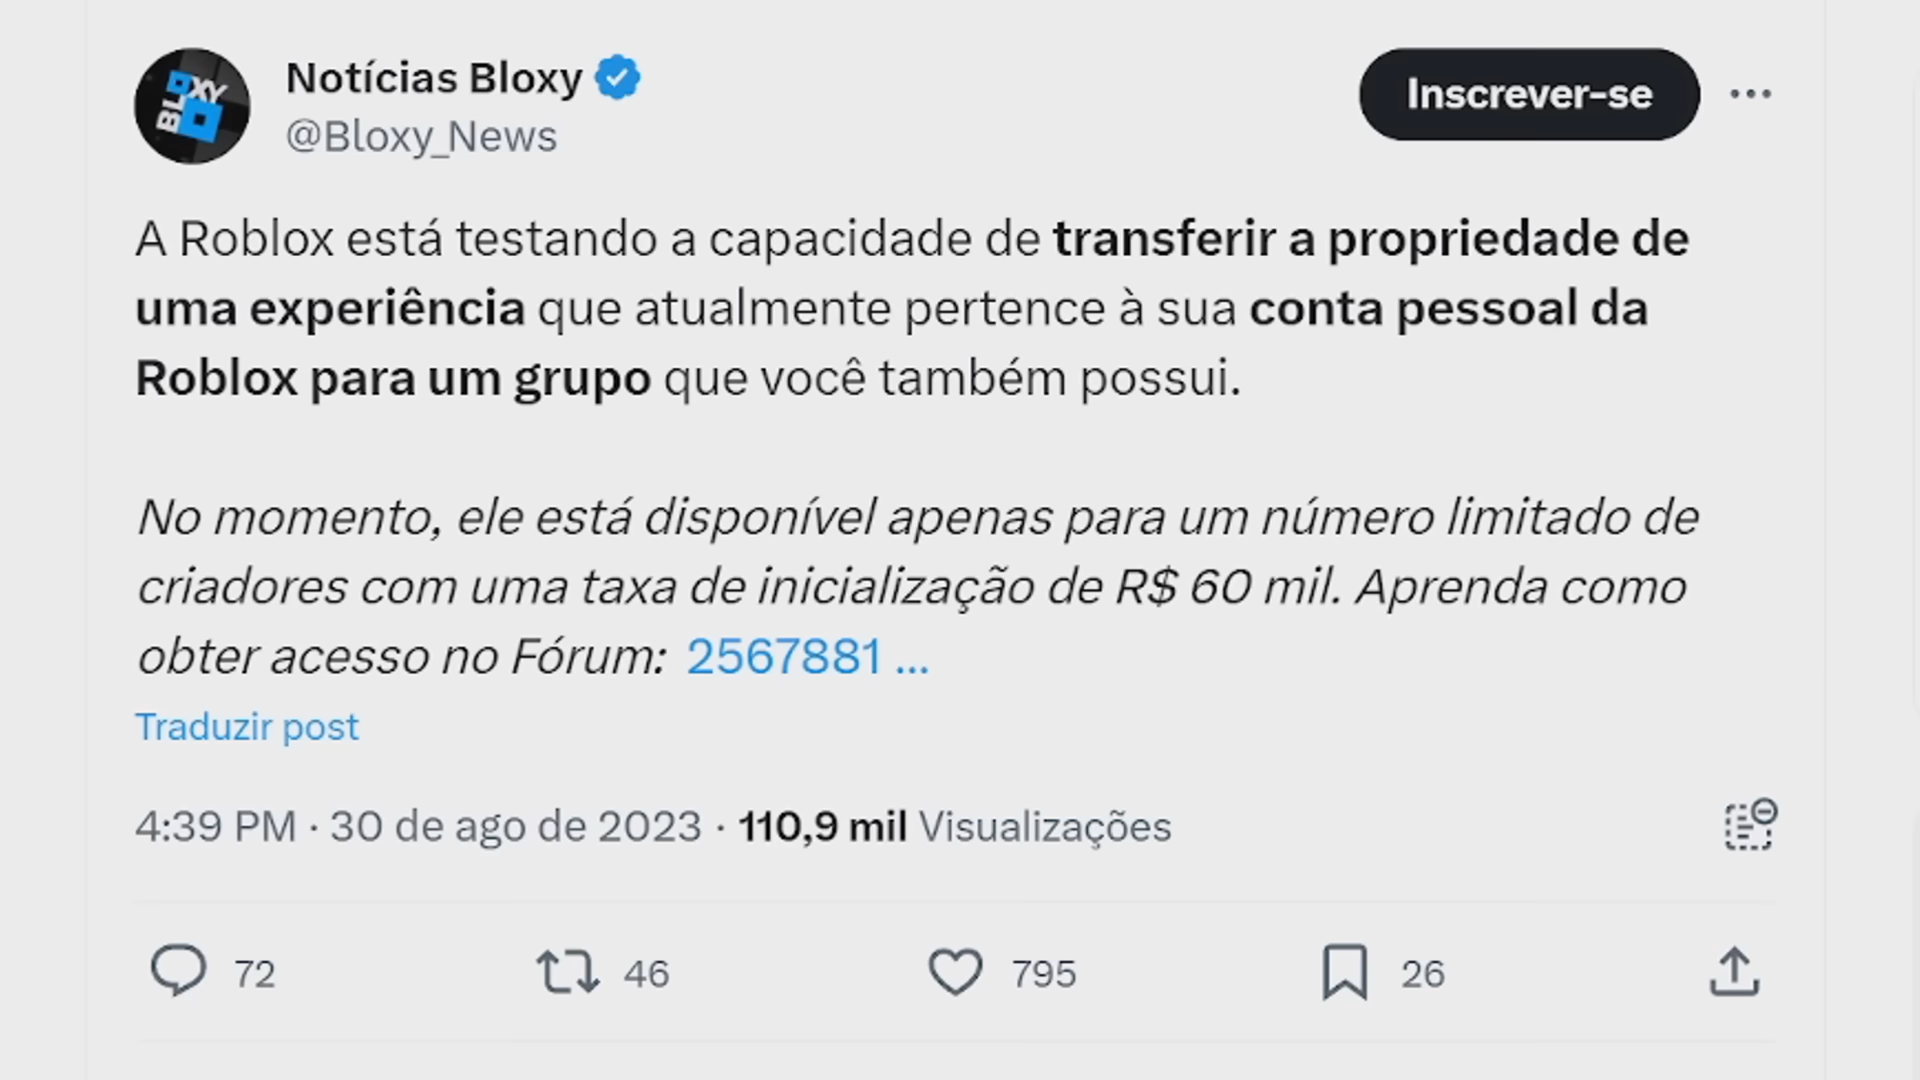 BLOXY
Notícias Bloxy
@Bloxy_News
Inscrever-se
A Roblox está testando a capacidade de transferir a propriedade de
uma experiência que atualmente pertence à sua conta pessoal da
Roblox para um grupo que você também possui.
No momento, ele está disponível apenas para um número limitado de
criadores com uma taxa de inicialização de R$ 60 mil. Aprenda como
obter acesso no Fórum: 2567881 ...
Traduzir post
4:39 PM · 30 de ago de 2023 · 110,9 mil Visualizações
72 46 795 26